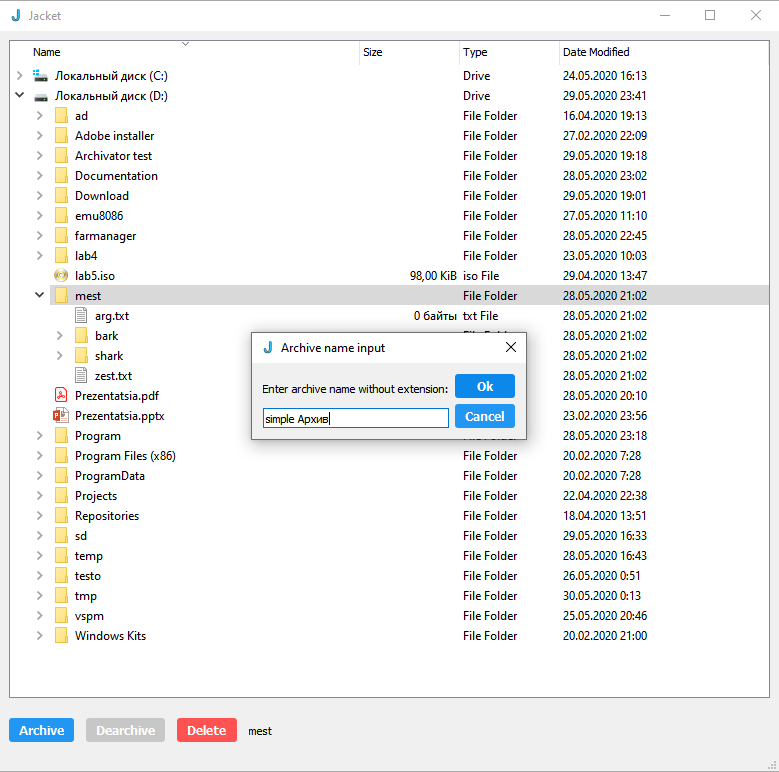 Jacket
Name Size Type Date Modified
Локальный диск (C:) Drive 24.05.2020 16:13
Локальный диск (D:) Drive 29.05.2020 23:41
ad File Folder 16.04.2020 19:13
Adobe installer File Folder 27.02.2020 22:09
Archivator test File Folder 29.05.2020 19:18
Documentation File Folder 28.05.2020 23:02
Download File Folder 29.05.2020 19:01
emu8086 File Folder 27.05.2020 11:10
farmanager File Folder 28.05.2020 22:45
lab4 File Folder 23.05.2020 10:03
lab5.iso 98,00 KiB iso File 29.04.2020 13:47
mest File Folder 28.05.2020 21:02
arg.txt 0 байты txt File 28.05.2020 21:02
bark 28.05.2020 21:02
shark 28.05.2020 21:02
zest.txt 28.05.2020 21:02
Prezentatsia.pdf 28.05.2020 20:10
Prezentatsia.pptx 23.02.2020 23:56
Archive name input
Enter archive name without extension: Ok
simple Архив Cancel
Program File Folder 28.05.2020 23:18
Program Files (x86) File Folder 20.02.2020 7:28
ProgramData File Folder 20.02.2020 7:28
Projects File Folder 22.04.2020 22:38
Repositories File Folder 18.04.2020 13:51
sd File Folder 29.05.2020 16:33
temp File Folder 28.05.2020 16:43
testo File Folder 26.05.2020 0:51
tmp File Folder 30.05.2020 0:13
vspm File Folder 25.05.2020 20:46
Windows Kits File Folder 20.02.2020 21:00
Archive Dearchive Delete mest